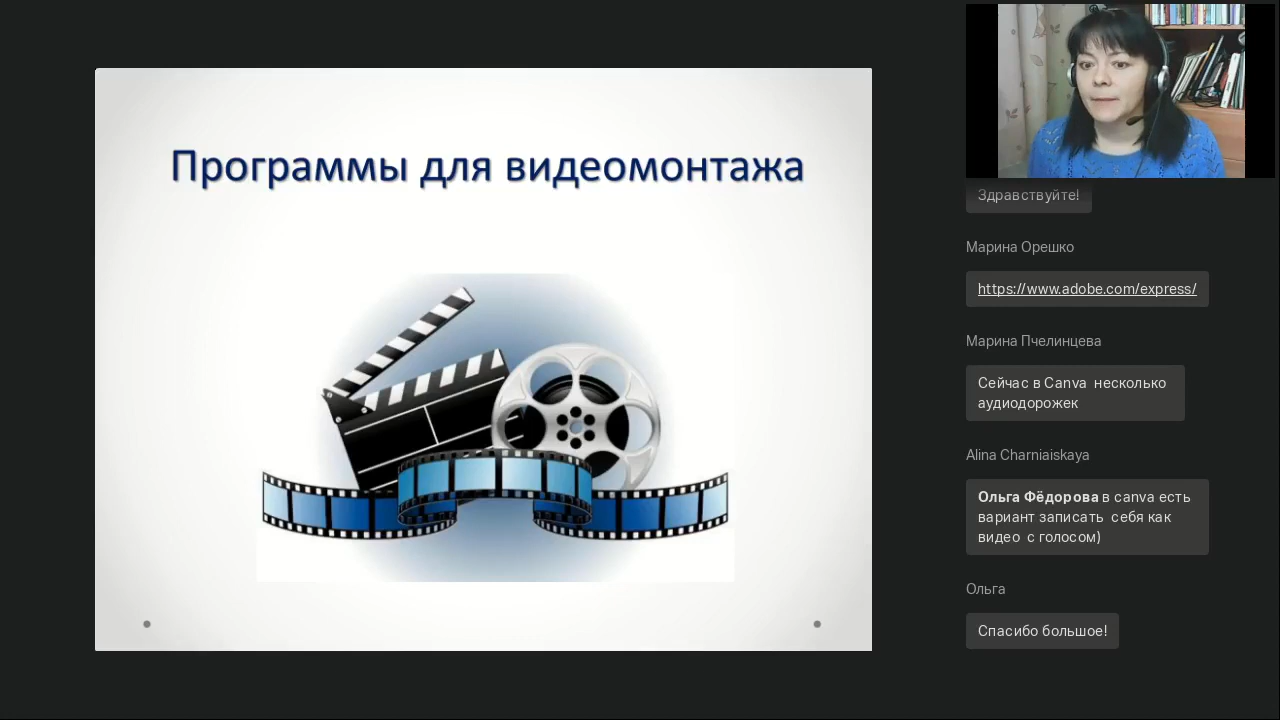 Программы для видеомонтажа
Здравствуйте!
Марина Орешко
https://www.adobe.com/express/
Марина Пчелинцева
Сейчас в Canva несколько
аудиодорожек
Alina Charniaiskaya
Ольга Фёдорова в canva есть
вариант записать себя как
видео с голосом)
Ольга
Спасибо большое!